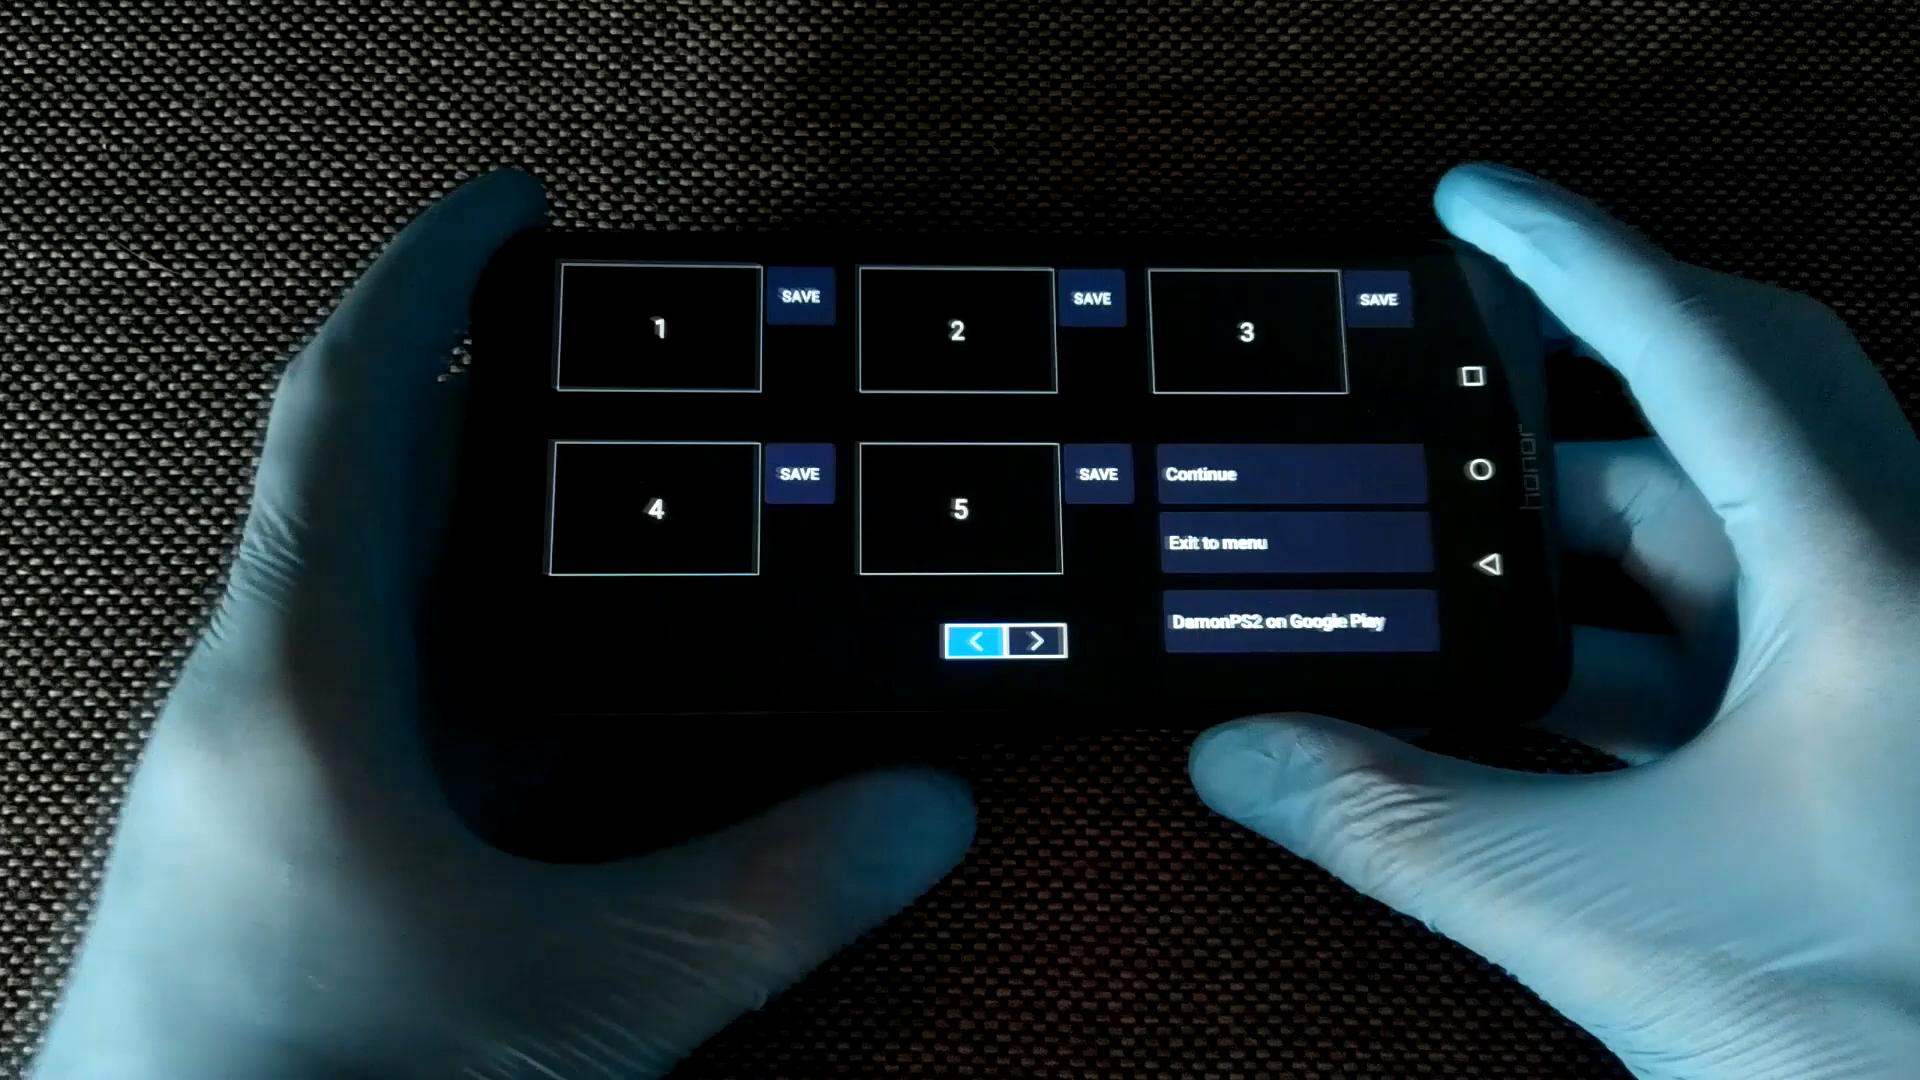 1 SAVE 2 SAVE 3 SAVE
4 SAVE 5 SAVE
Continue
Exit to menu
DamonPS2 on Google Play
honor